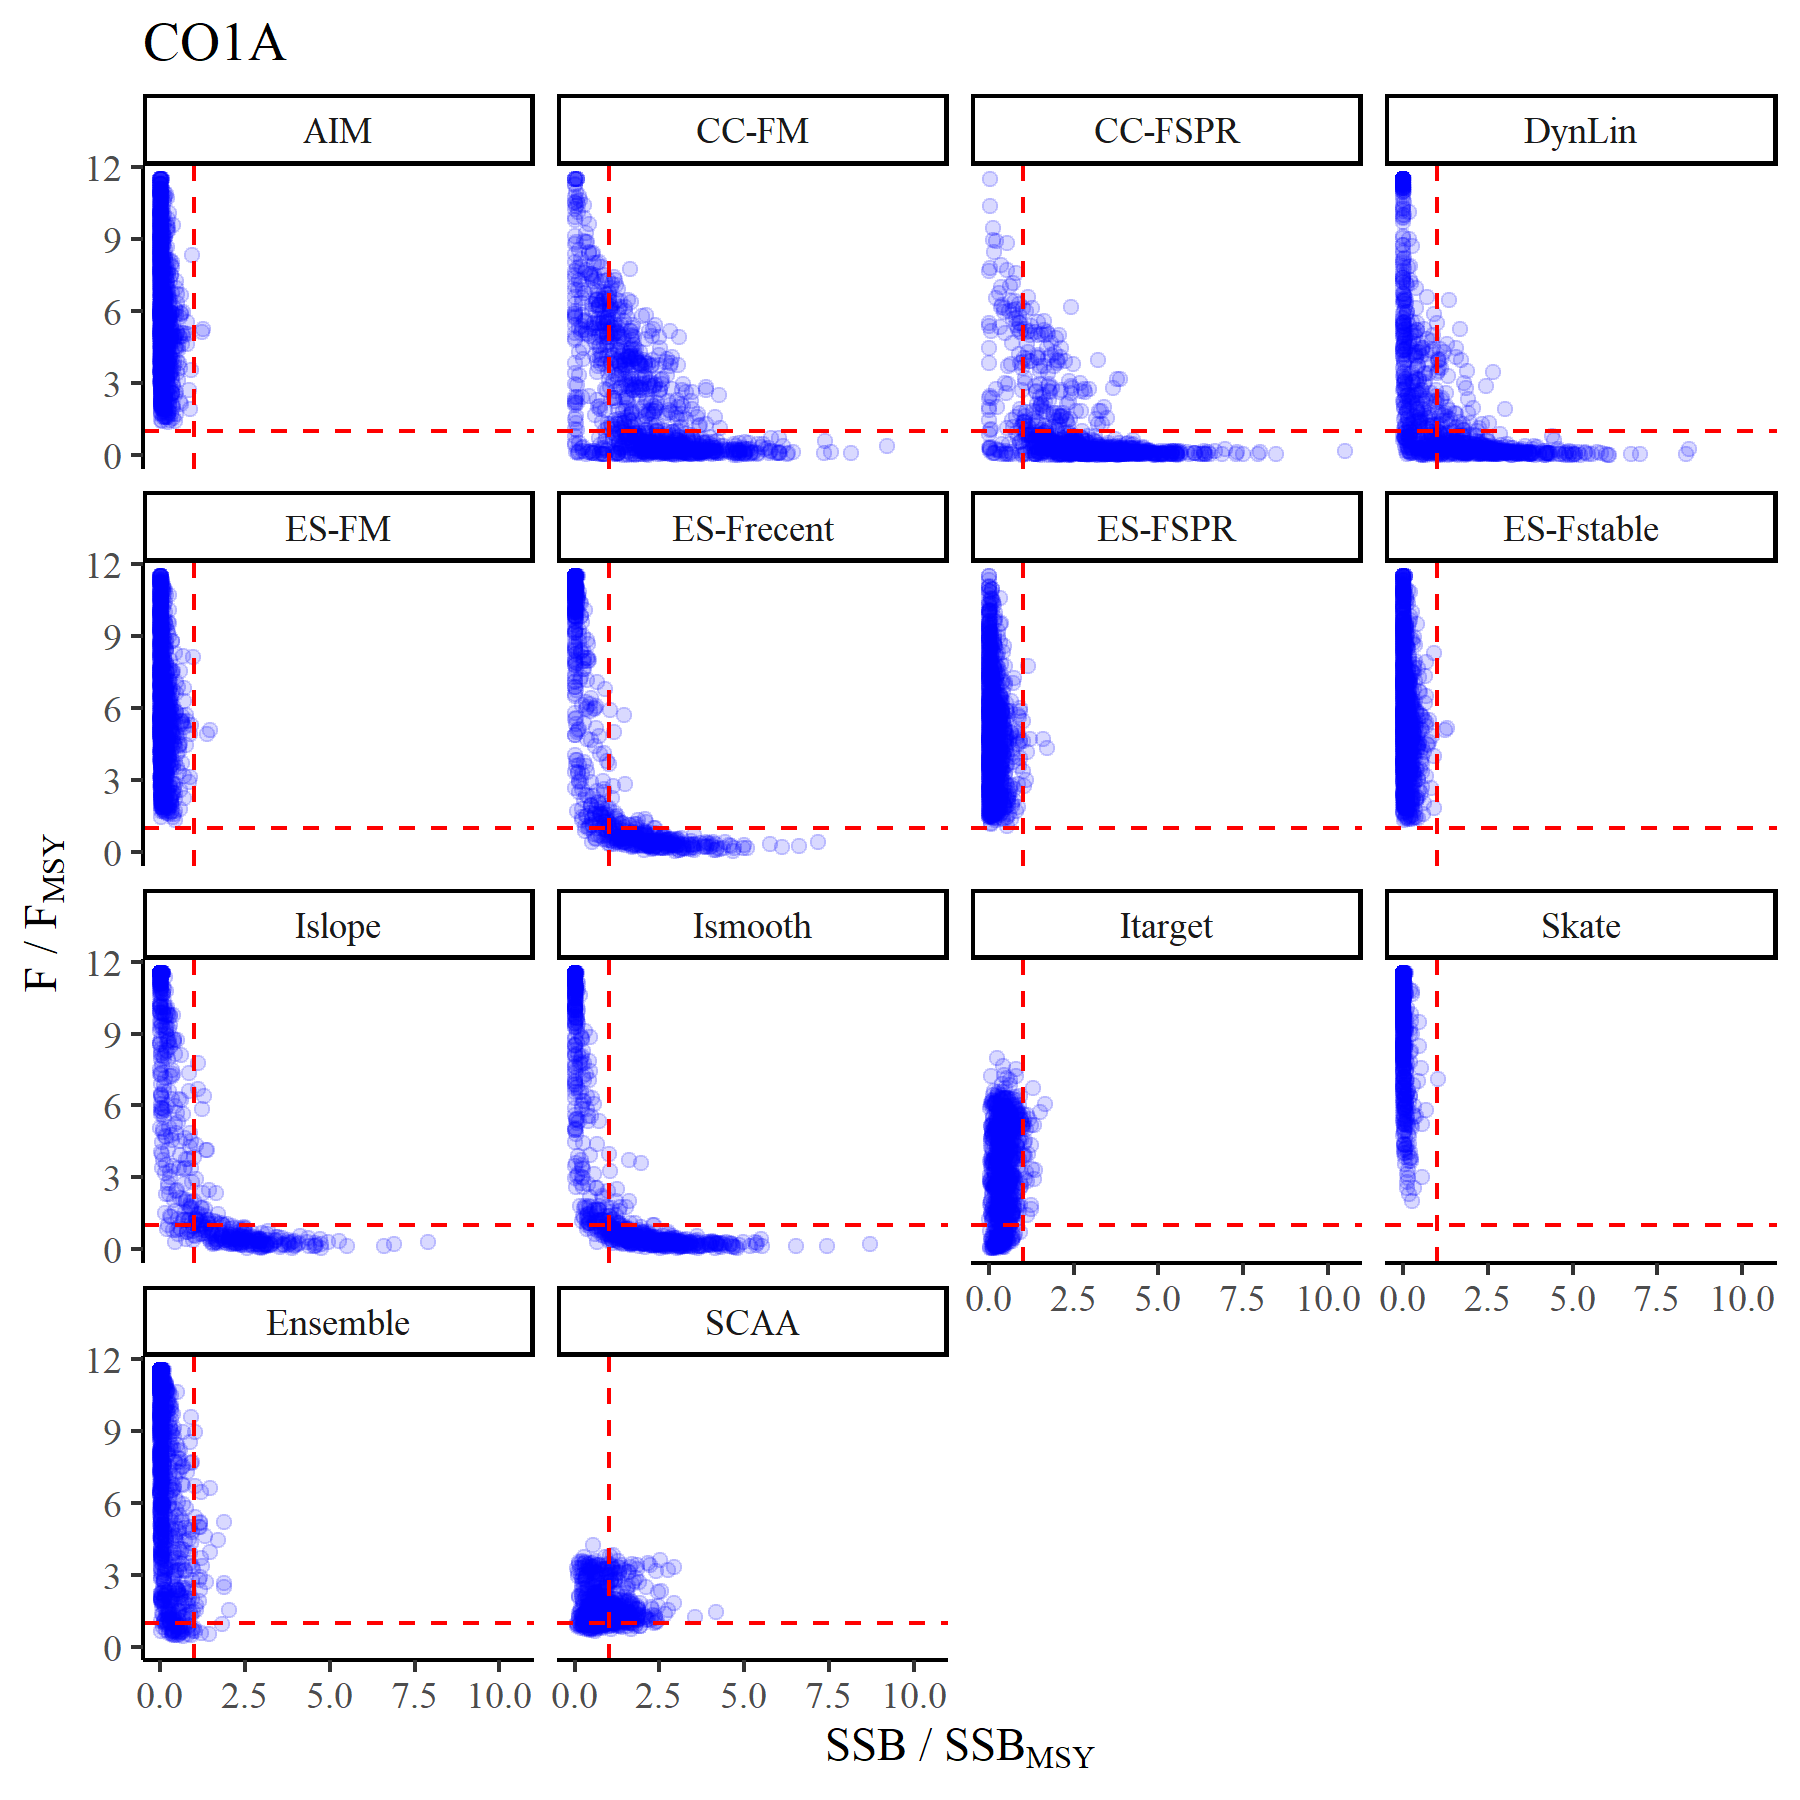 CO1A
AIM CC-FM CC-FSPR DynLin
12
9
6
3
0
ES-FM ES-Frecent ES-FSPR ES-Fstable
12
9
6
3
0
F / FMSY
Islope Ismooth Itarget Skate
12
9
6
3
0
0.0 2.5 5.0 7.5 10.0 0.0 2.5 5.0 7.5 10.0
Ensemble SCAA
12
9
6
3
0
0.0 2.5 5.0 7.5 10.0 0.0 2.5 5.0 7.5 10.0
SSB / SSBMSY